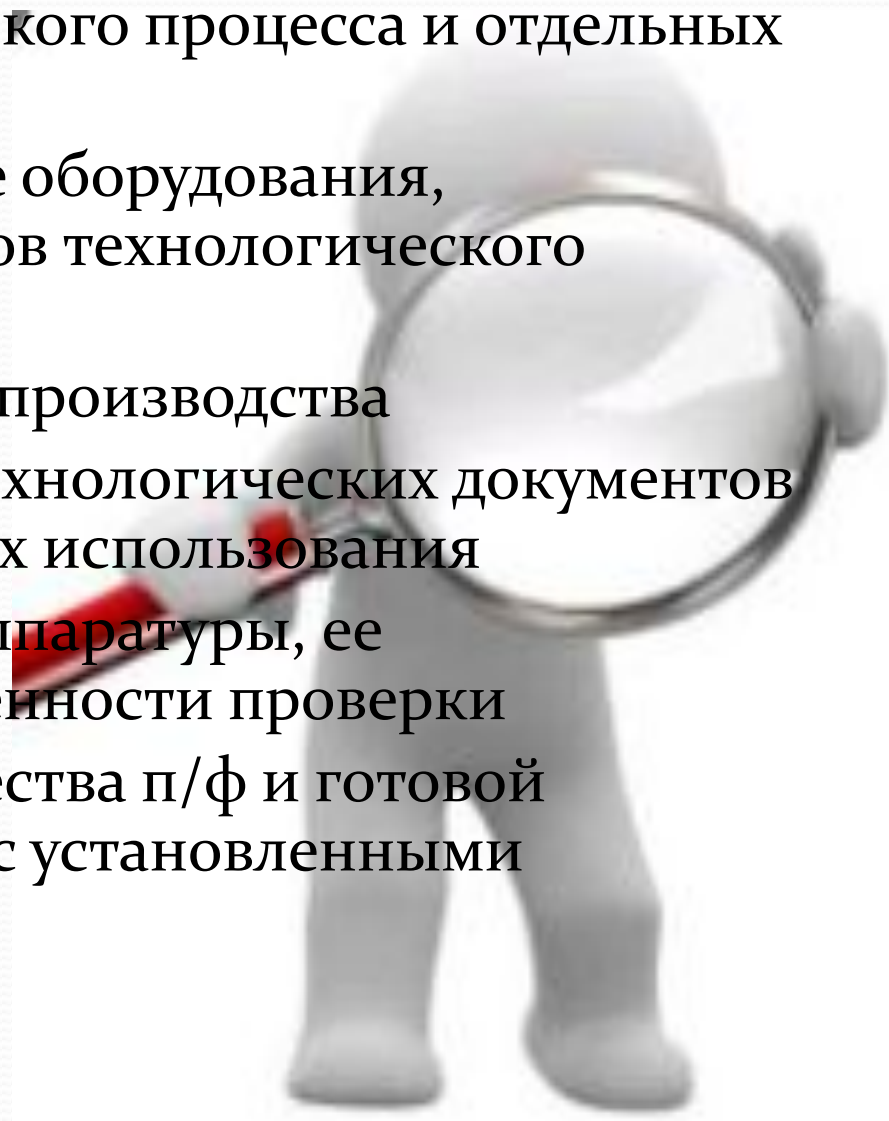 кого процесса и отдельных
оборудования,
ов технологического
производства
хнологических документов
х использования
ппаратуры, ее
енности проверки
ества п/ф и готовой
с установленными